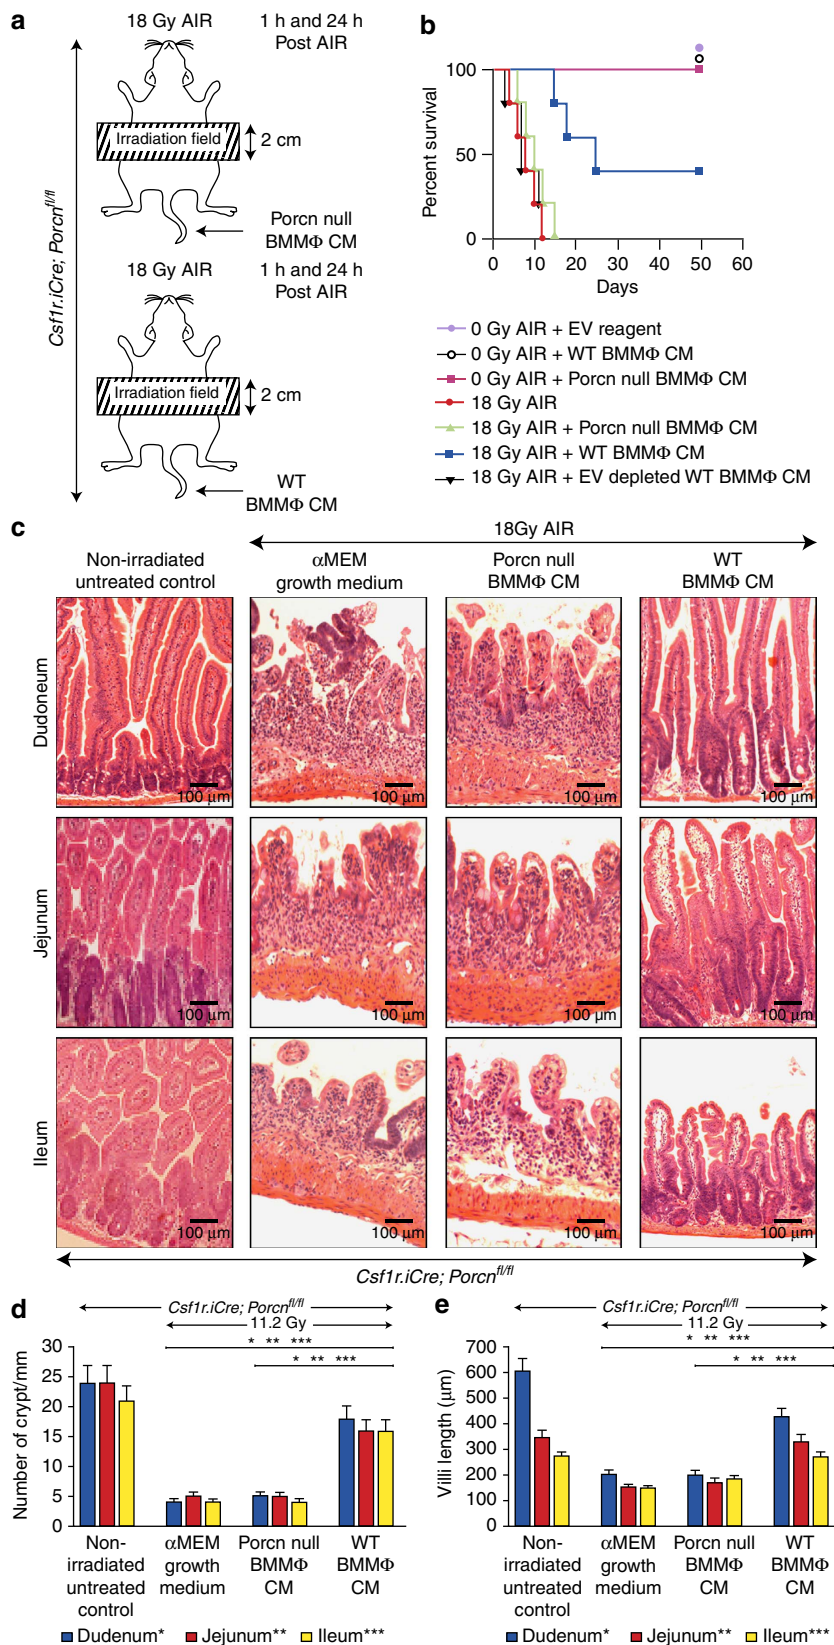 a
18 Gy AIR
1 h and 24 h
Post AIR
Irradiation field
2 cm
Porcn null
BMMΦ CM
Csf1r.iCre; Porcn^fl/fl
18 Gy AIR
1 h and 24 h
Post AIR
Irradiation field
2 cm
WT
BMMΦ CM
b
Percent survival
100
50
0
0 10 20 30 40 50 60
Days
0 Gy AIR + EV reagent
0 Gy AIR + WT BMMΦ CM
0 Gy AIR + Porcn null BMMΦ CM
18 Gy AIR
18 Gy AIR + Porcn null BMMΦ CM
18 Gy AIR + WT BMMΦ CM
18 Gy AIR + EV depleted WT BMMΦ CM
c
18Gy AIR
Non-irradiated
untreated control
αMEM
growth medium
Porcn null
BMMΦ CM
WT
BMMΦ CM
Dudoneum
100 μm
100 μm
100 μm
100 μm
Jejunum
100 μm
100 μm
100 μm
100 μm
Ileum
100 μm
100 μm
100 μm
100 μm
Csf1r.iCre; Porcn^fl/fl
d
Csf1r.iCre; Porcn^fl/fl
11.2 Gy
* ** ***
* ** ***
Number of crypt/mm
30
25
20
15
10
5
0
Non-
irradiated
untreated
control
αMEM
growth
medium
Porcn null
BMMΦ
CM
WT
BMMΦ
CM
Dudenum* Jejunum** Ileum***
e
Csf1r.iCre; Porcn^fl/fl
11.2 Gy
* ** ***
* ** ***
Villi length (μm)
700
600
500
400
300
200
100
0
Non-
irradiated
untreated
control
αMEM
growth
medium
Porcn null
BMMΦ
CM
WT
BMMΦ
CM
Dudenum* Jejunum** Ileum***